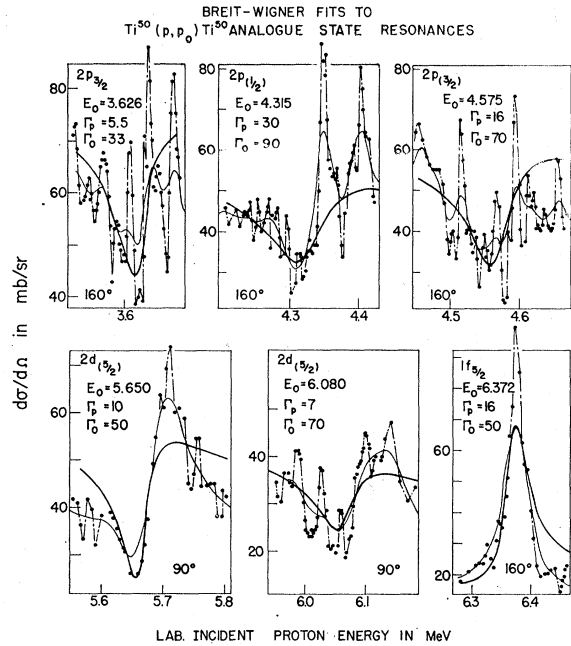 BREIT-WIGNER FITS TO
Ti⁵⁰(p,p₀)Ti⁵⁰ ANALOGUE STATE RESONANCES
dσ/dΩ in mb/sr
2p₃/₂
E₀=3.626
Γp=5.5
Γ₀=33
160°
80
60
40
3.6
2p(1/2)
E₀=4.315
Γp=30
Γ₀=90
160°
80
60
40
4.3 4.4
2p(3/2)
E₀=4.575
Γp=16
Γ₀=70
160°
80
60
40
4.5 4.6
2d(5/2)
E₀=5.650
Γp=10
Γ₀=50
90°
60
40
5.6 5.7 5.8
2d(5/2)
E₀=6.080
Γp=7
Γ₀=70
90°
40
20
6.0 6.1
1f5/2
E₀=6.372
Γp=16
Γ₀=50
160°
60
20
6.3 6.4
LAB. INCIDENT PROTON ENERGY IN MeV